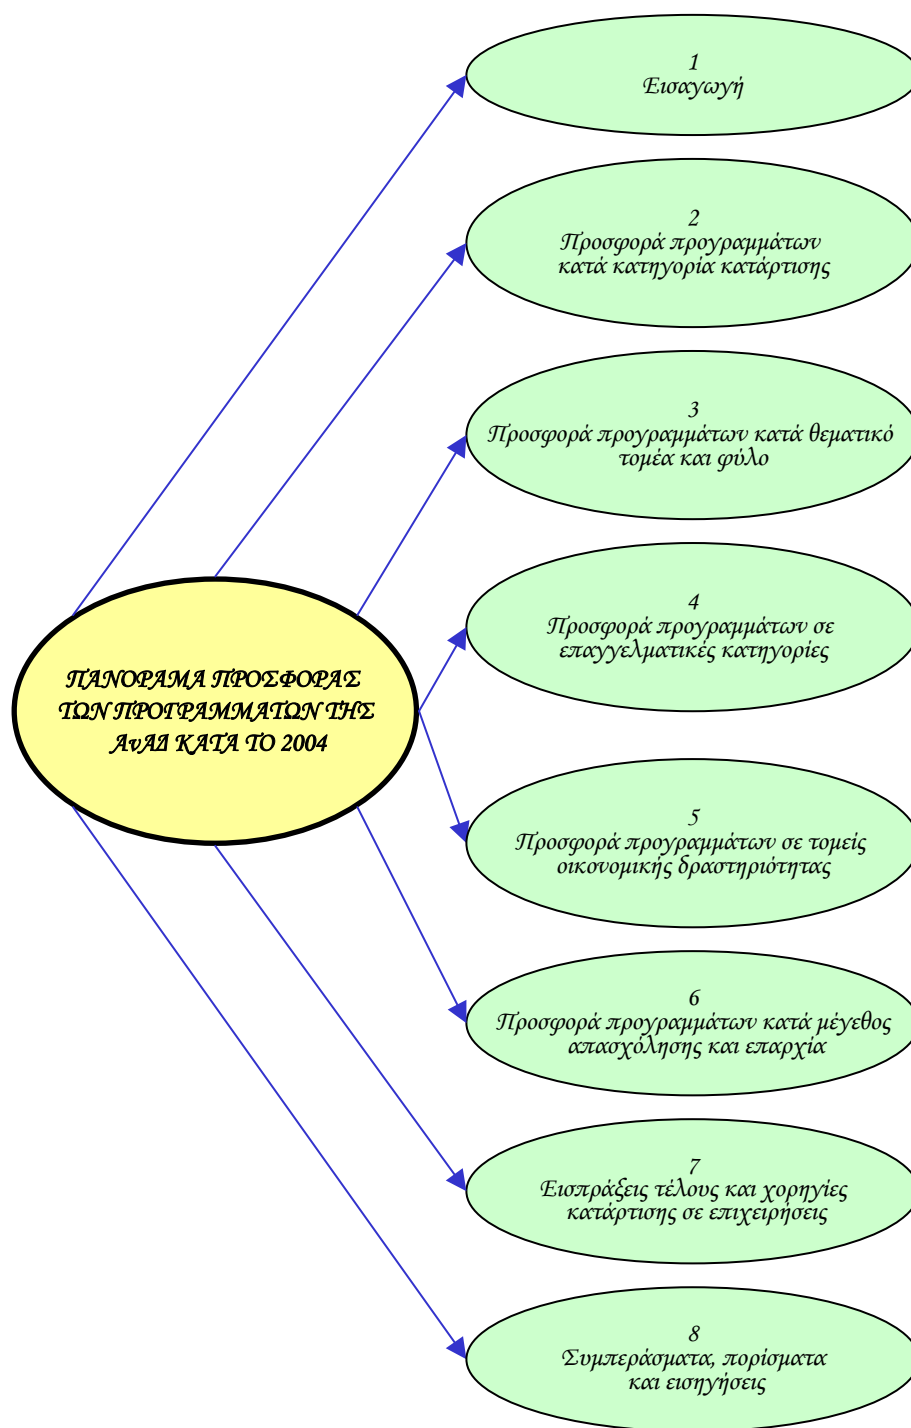 1
Εισαγωγή
2
Προσφορά προγραμμάτων
κατά κατηγορία κατάρτισης
3
Προσφορά προγραμμάτων κατά θεματικό
τομέα και φύλο
4
Προσφορά προγραμμάτων σε
επαγγελματικές κατηγορίες
ΠΑΝΟΡΑΜΑ ΠΡΟΣΦΟΡΑΣ
ΤΩΝ ΠΡΟΓΡΑΜΜΑΤΩΝ ΤΗΣ
ΑνΑΔ ΚΑΤΑ ΤΟ 2004
5
Προσφορά προγραμμάτων σε τομείς
οικονομικής δραστηριότητας
6
Προσφορά προγραμμάτων κατά μέγεθος
απασχόλησης και επαρχία
7
Εισπράξεις τέλους και χορηγίες
κατάρτισης σε επιχειρήσεις
8
Συμπεράσματα, πορίσματα
και εισηγήσεις